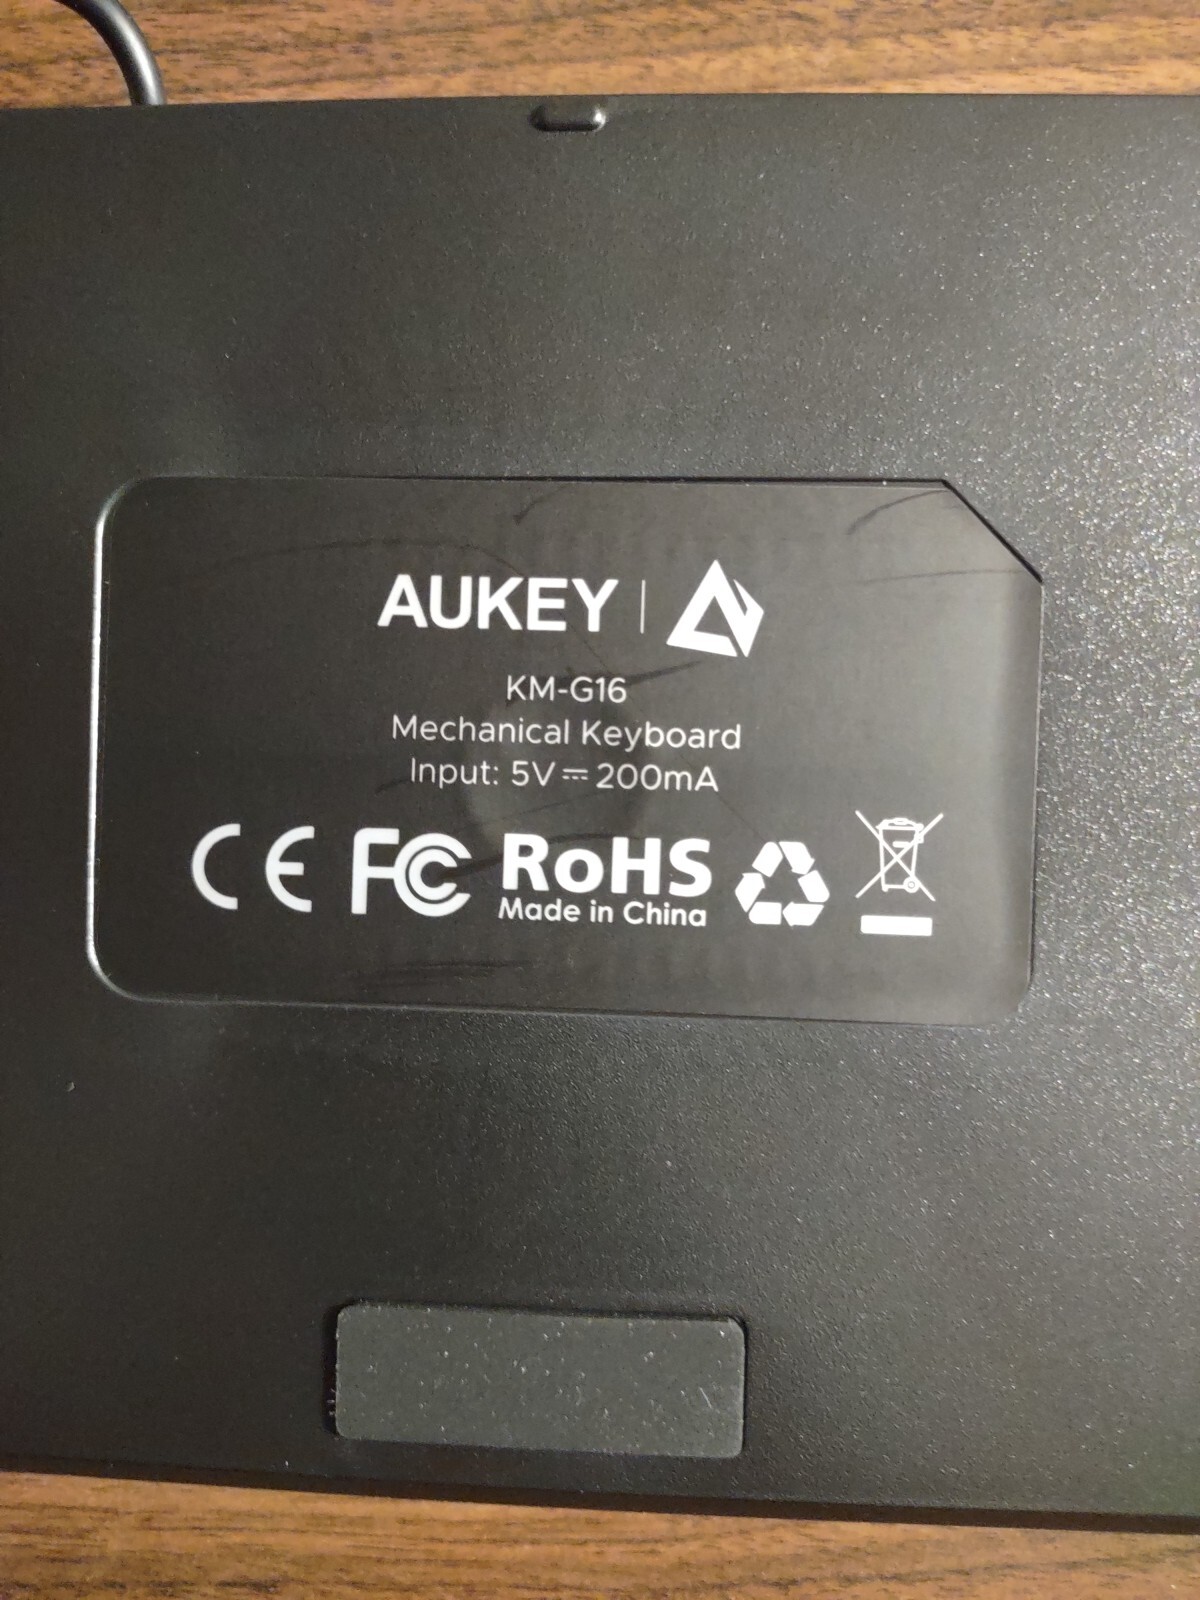 AUKEY
KM-G16
Mechanical Keyboard
Input: 5V⎓200mA
CE FC RoHS
Made in China